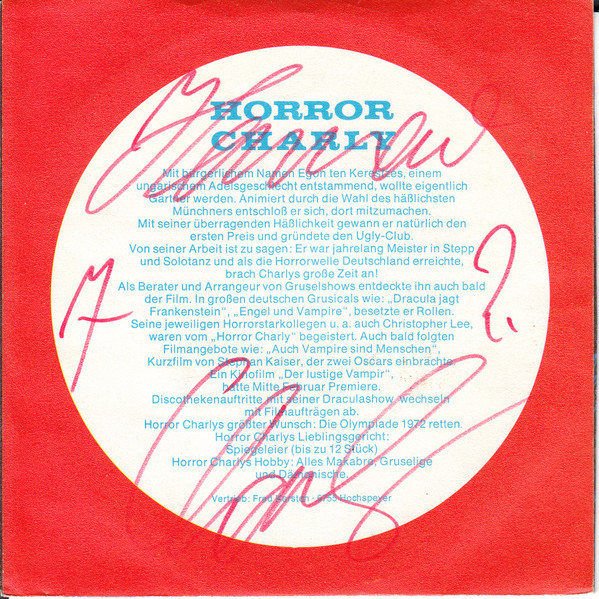 HORROR
CHARLY
Mit bürgerlichem Namen Egon ten Keresztes, einem
ungarischem Adelsgeschlecht entstammend, wollte eigentlich
Gärtner werden. Animiert durch die Wahl des häßlichsten
Münchners entschloß er sich, dort mitzumachen.
Mit seiner überragenden Häßlichkeit gewann er natürlich den
ersten Preis und gründete den Ugly-Club.
Von seiner Arbeit ist zu sagen: Er war jahrelang Meister in Stepp
und Solotanz und als die Horrorwelle Deutschland erreichte,
brach Charlys große Zeit an!
Als Berater und Arrangeur von Gruselshows entdeckte ihn auch bald
der Film. In großen deutschen Grusicals wie: „Dracula jagt
Frankenstein“, „Engel und Vampire“, besetzte er Rollen.
Seine jeweiligen Horrorstarkollegen u. a. auch Christopher Lee,
waren vom „Horror Charly“ begeistert. Auch bald folgten
Filmangebote wie: „Auch Vampire sind Menschen“,
Kurzfilm von Stephan Kaiser, der zwei Oscars einbrachte.
Ein Kinofilm „Der lustige Vampir“,
hatte Mitte Februar Premiere.
Discothekenauftritte mit seiner Draculashow wechseln
mit Filmaufträgen ab.
Horror Charlys größter Wunsch: Die Olympiade 1972 retten.
Horror Charlys Lieblingsgericht:
Spiegeleier (bis zu 12 Stück)
Horror Charlys Hobby: Alles Makabre, Gruselige
und Dämonische.
Vertrieb: Fred Kersten · 6755 Hochspeyer